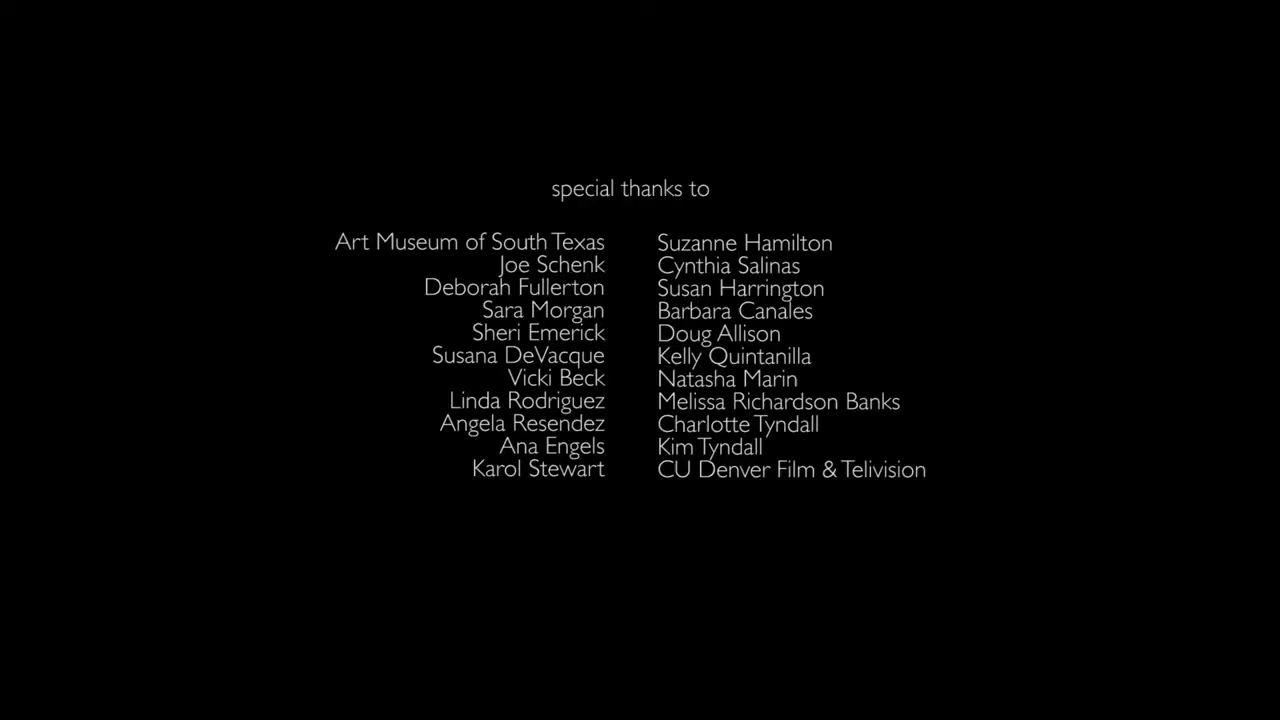 special thanks to
Art Museum of South Texas
Joe Schenk
Deborah Fullerton
Sara Morgan
Sheri Emerick
Susana DeVacque
Vicki Beck
Linda Rodriguez
Angela Resendez
Ana Engels
Karol Stewart
Suzanne Hamilton
Cynthia Salinas
Susan Harrington
Barbara Canales
Doug Allison
Kelly Quintanilla
Natasha Marin
Melissa Richardson Banks
Charlotte Tyndall
Kim Tyndall
CU Denver Film & Telivision